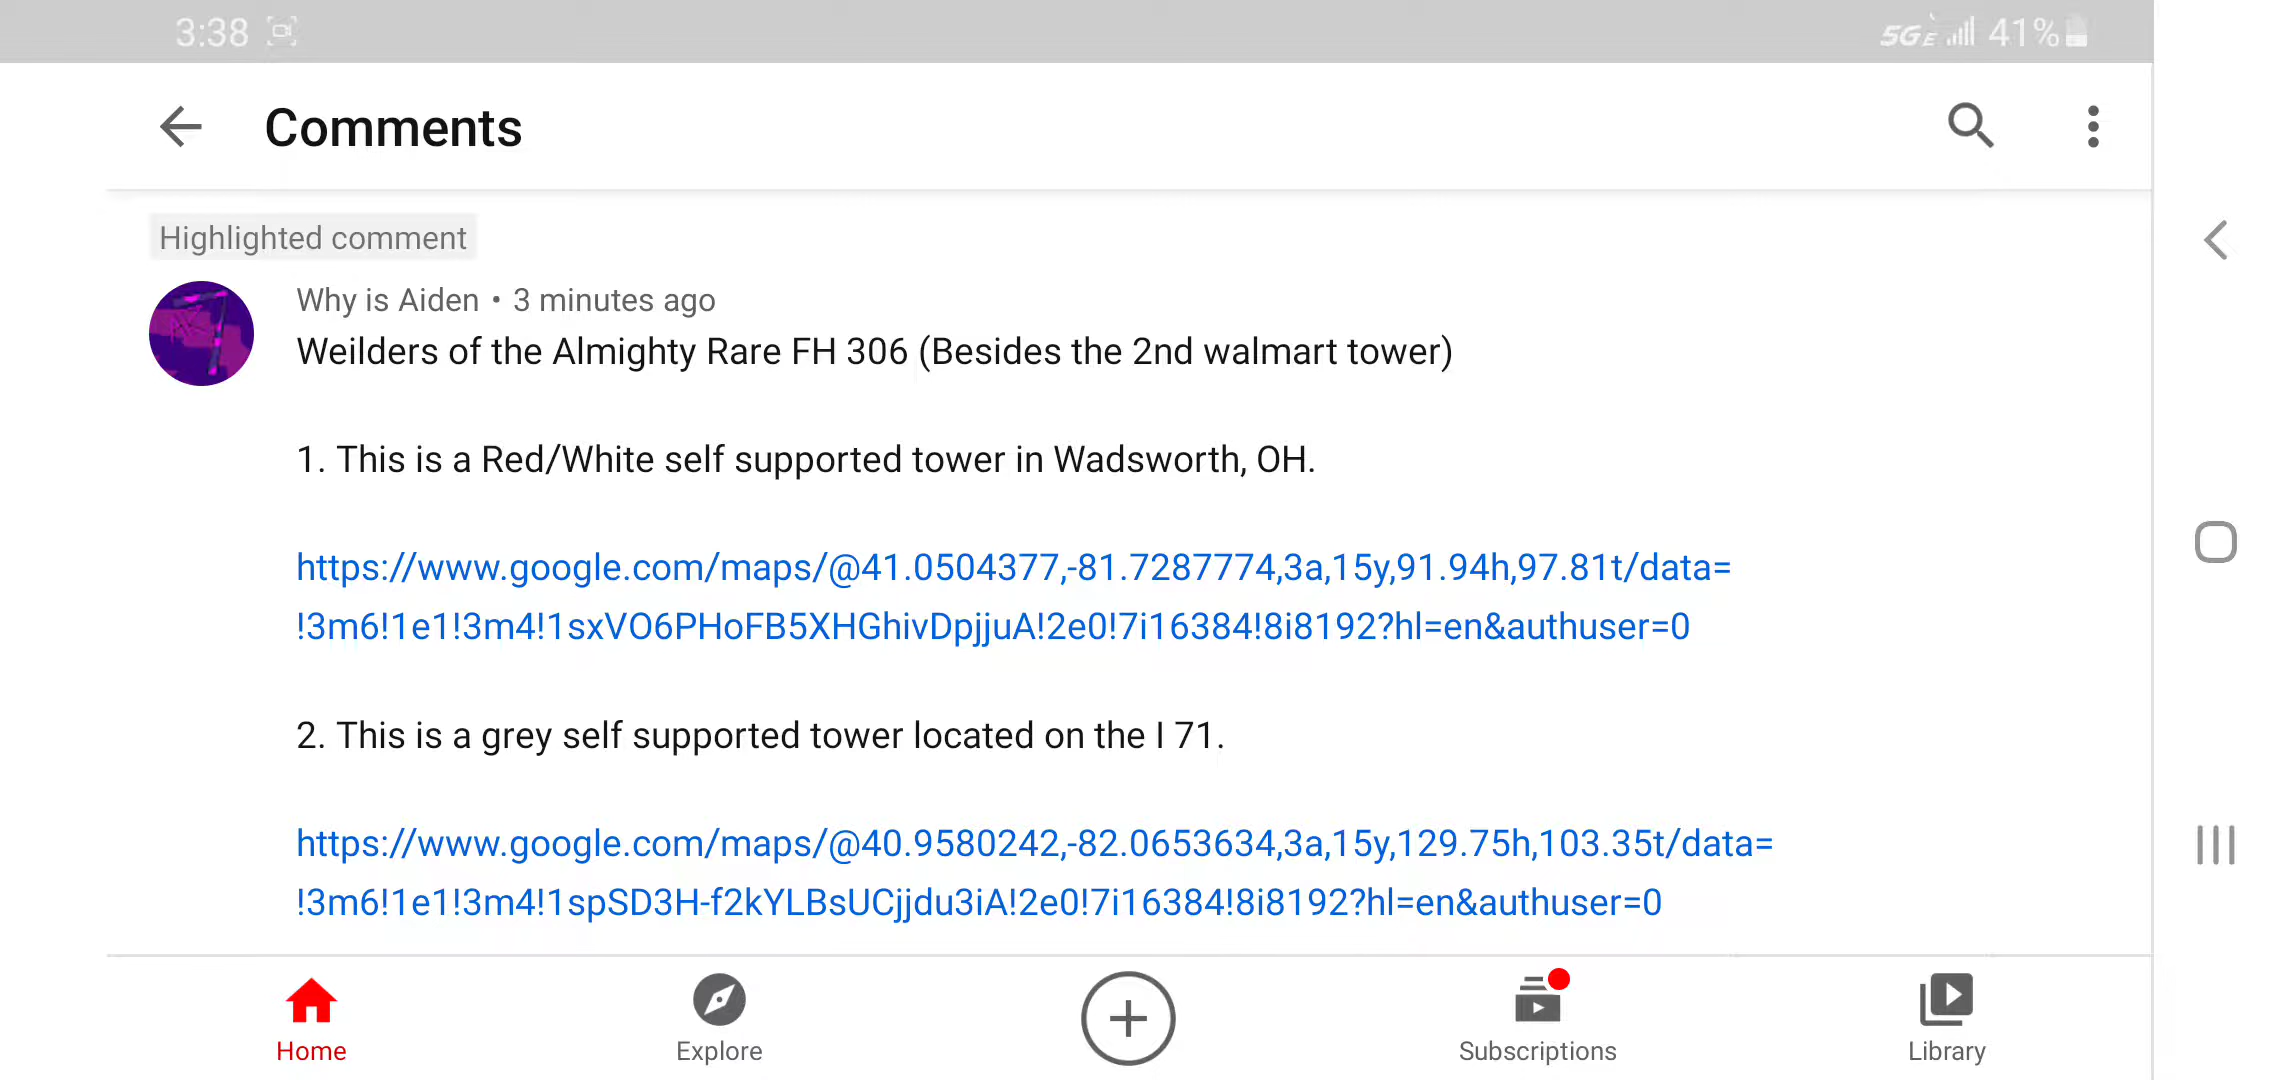 3:38 5GE 41%
Comments
Highlighted comment
Why is Aiden • 3 minutes ago
Weilders of the Almighty Rare FH 306 (Besides the 2nd walmart tower)
1. This is a Red/White self supported tower in Wadsworth, OH.
https://www.google.com/maps/@41.0504377,-81.7287774,3a,15y,91.94h,97.81t/data=
!3m6!1e1!3m4!1sxVO6PHoFB5XHGhivDpjjuA!2e0!7i16384!8i8192?hl=en&authuser=0
2. This is a grey self supported tower located on the I 71.
https://www.google.com/maps/@40.9580242,-82.0653634,3a,15y,129.75h,103.35t/data=
!3m6!1e1!3m4!1spSD3H-f2kYLBsUCjjdu3iA!2e0!7i16384!8i8192?hl=en&authuser=0
Home Explore Subscriptions Library